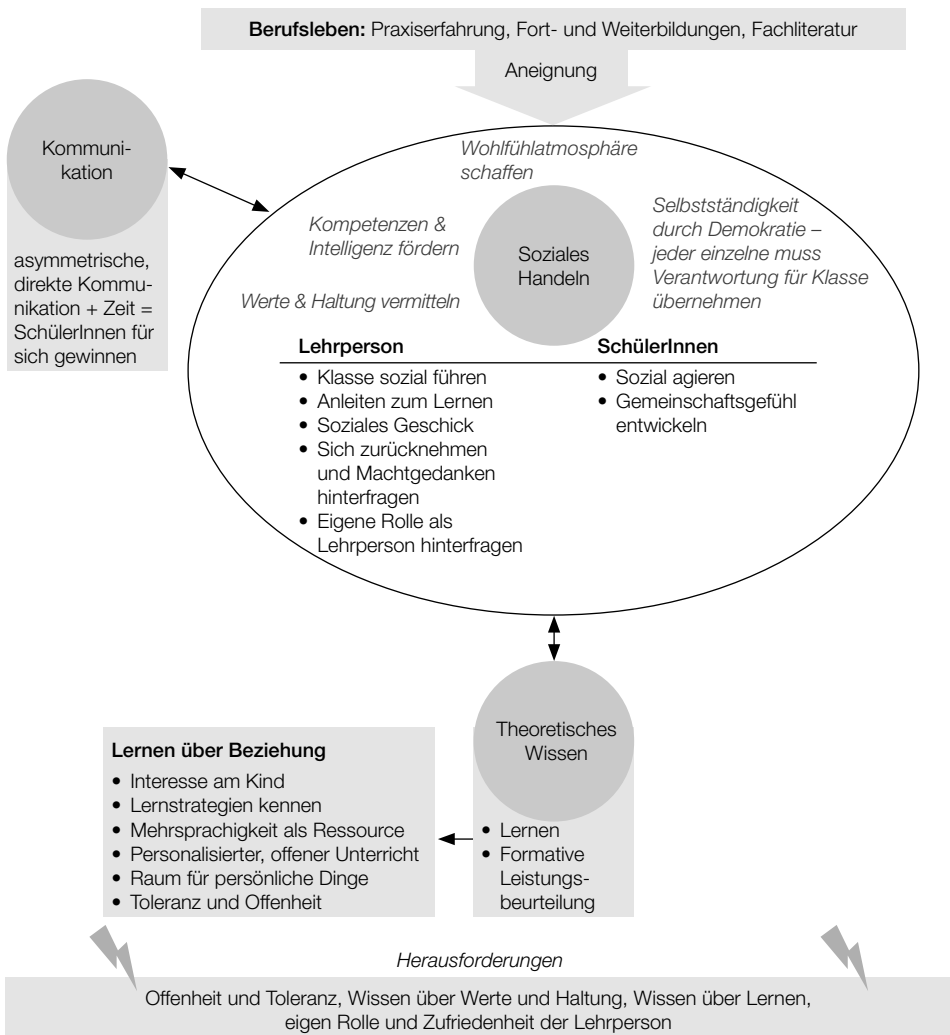 Berufsleben: Praxiserfahrung, Fort- und Weiterbildungen, Fachliteratur
Aneignung
Kommuni-
kation
asymmetrische,
direkte Kommu-
nikation + Zeit =
SchülerInnen für
sich gewinnen
Wohlfühlatmosphäre
schaffen
Kompetenzen &
Intelligenz fördern
Werte & Haltung vermitteln
Soziales
Handeln
Selbstständigkeit
durch Demokratie –
jeder einzelne muss
Verantwortung für Klasse
übernehmen
Lehrperson
• Klasse sozial führen
• Anleiten zum Lernen
• Soziales Geschick
• Sich zurücknehmen
und Machtgedanken
hinterfragen
• Eigene Rolle als
Lehrperson hinterfragen
SchülerInnen
• Sozial agieren
• Gemeinschaftsgefühl
entwickeln
Theoretisches
Wissen
• Lernen
• Formative
Leistungs-
beurteilung
Lernen über Beziehung
• Interesse am Kind
• Lernstrategien kennen
• Mehrsprachigkeit als Ressource
• Personalisierter, offener Unterricht
• Raum für persönliche Dinge
• Toleranz und Offenheit
Herausforderungen
Offenheit und Toleranz, Wissen über Werte und Haltung, Wissen über Lernen,
eigen Rolle und Zufriedenheit der Lehrperson